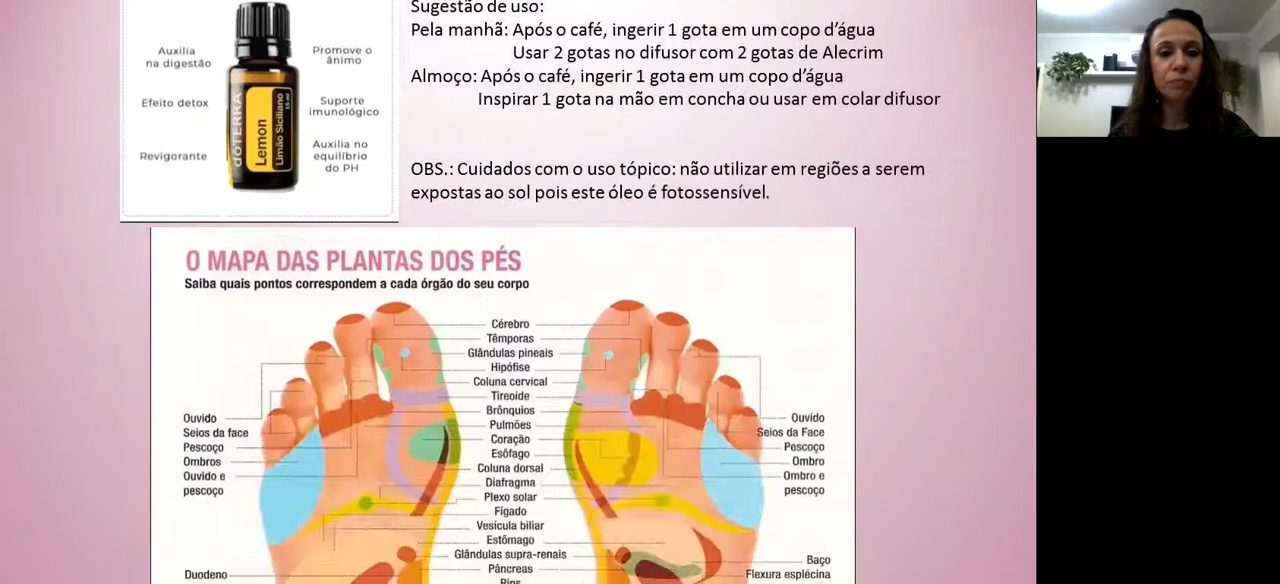 Sugestão de uso:
Pela manhã: Após o café, ingerir 1 gota em um copo d'água
Usar 2 gotas no difusor com 2 gotas de Alecrim
Almoço: Após o café, ingerir 1 gota em um copo d'água
Inspirar 1 gota na mão em concha ou usar em colar difusor
OBS.: Cuidados com o uso tópico: não utilizar em regiões a serem
expostas ao sol pois este óleo é fotossensível.
Auxilia
na digestão
Efeito detox
Revigorante
dōTERRA
Lemon
Limão Siciliano
15 ml
Promove o
ânimo
Suporte
imunológico
Auxilia no
equilíbrio
do PH
O MAPA DAS PLANTAS DOS PÉS
Saiba quais pontos correspondem a cada órgão do seu corpo
Cérebro
Têmporas
Glândulas pineais
Hipófise
Coluna cervical
Tireoide
Brônquios
Pulmões
Coração
Esôfago
Coluna dorsal
Diafragma
Plexo solar
Fígado
Vesícula biliar
Estômago
Glândulas supra-renais
Pâncreas
Rins
Ouvido
Seios da face
Pescoço
Ombros
Ouvido e
pescoço
Duodeno
Ouvido
Seios da Face
Pescoço
Ombro
Ombro e
pescoço
Baço
Flexura esplécina